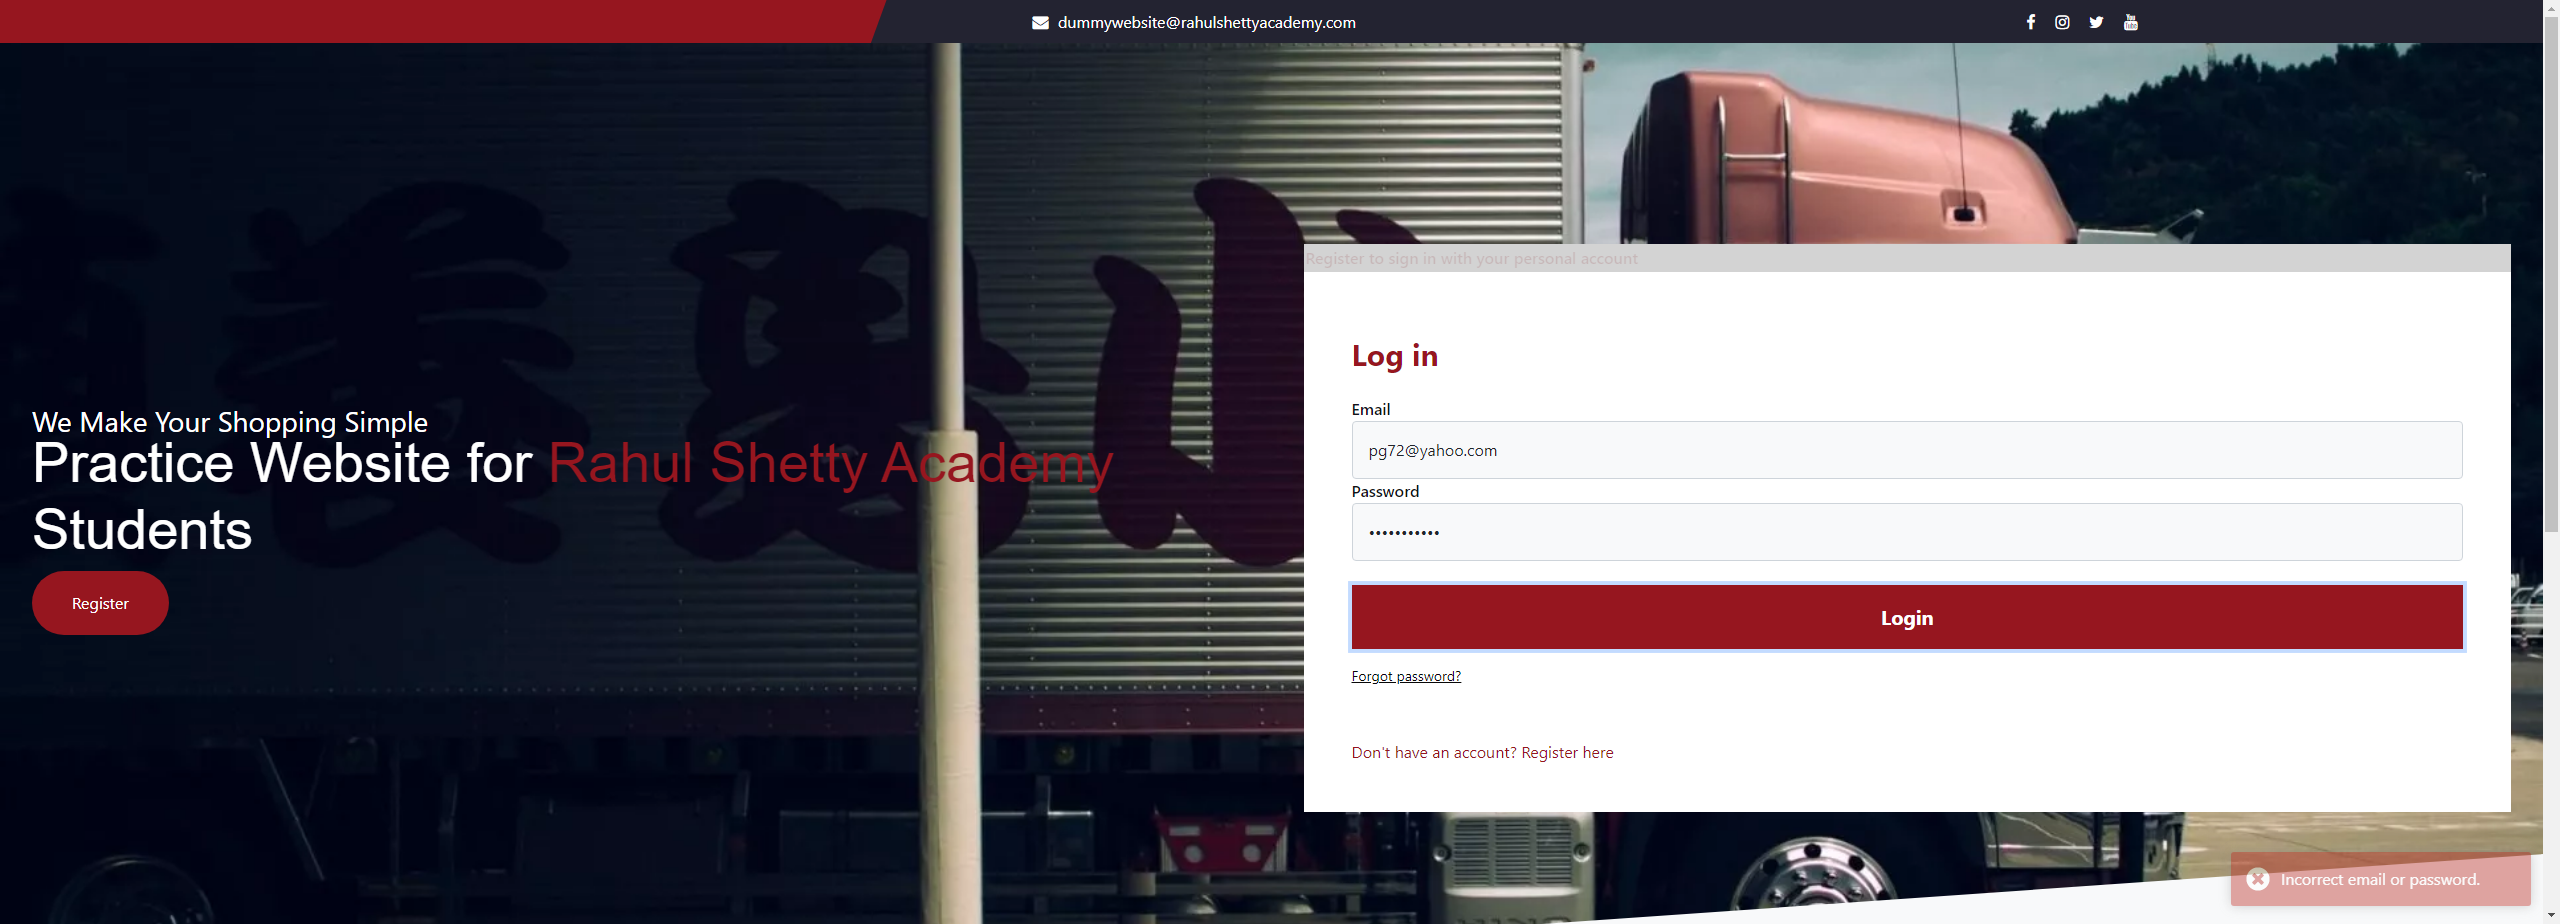 dummywebsite@rahulshettyacademy.com
We Make Your Shopping Simple
Practice Website for Rahul Shetty Academy
Students
Register
Register to sign in with your personal account
Log in
Email
pg72@yahoo.com
Password
•••••••••••
Login
Forgot password?
Don't have an account? Register here
Incorrect email or password.